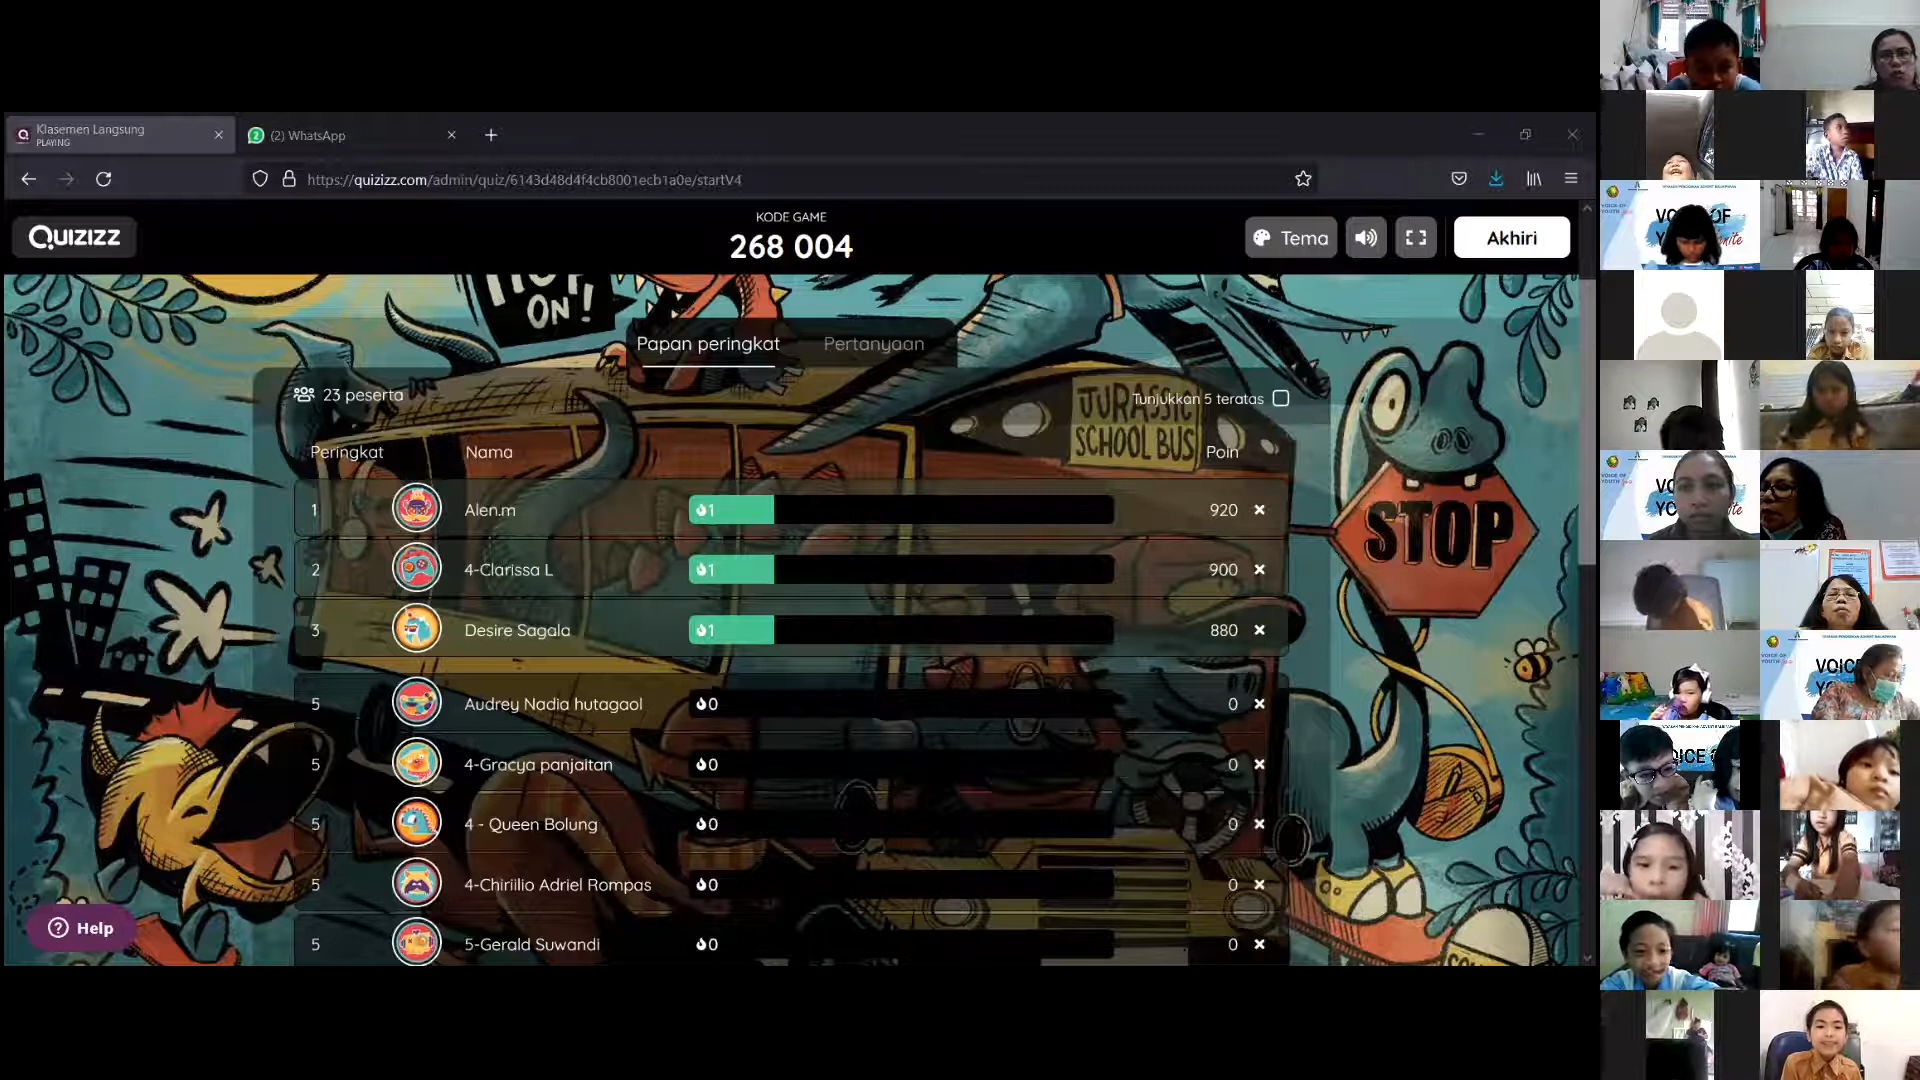 Klasemen Langsung
PLAYING
(2) WhatsApp
https://quizizz.com/admin/quiz/6143d48d4f4cb8001ecb1a0e/startV4
Quizizz
KODE GAME
268 004
Tema
Akhiri
ON!
Papan peringkat
Pertanyaan
23 peserta
Tunjukkan 5 teratas
JURASSIC
SCHOOL BUS
STOP
Peringkat Nama Poin
1 Alen.m 1 920
2 4-Clarissa L 1 900
3 Desire Sagala 1 880
5 Audrey Nadia hutagaol 0 0
5 4-Gracya panjaitan 0 0
5 4 - Queen Bolung 0 0
5 4-Chirillio Adriel Rompas 0 0
5 5-Gerald Suwandi 0 0
Help